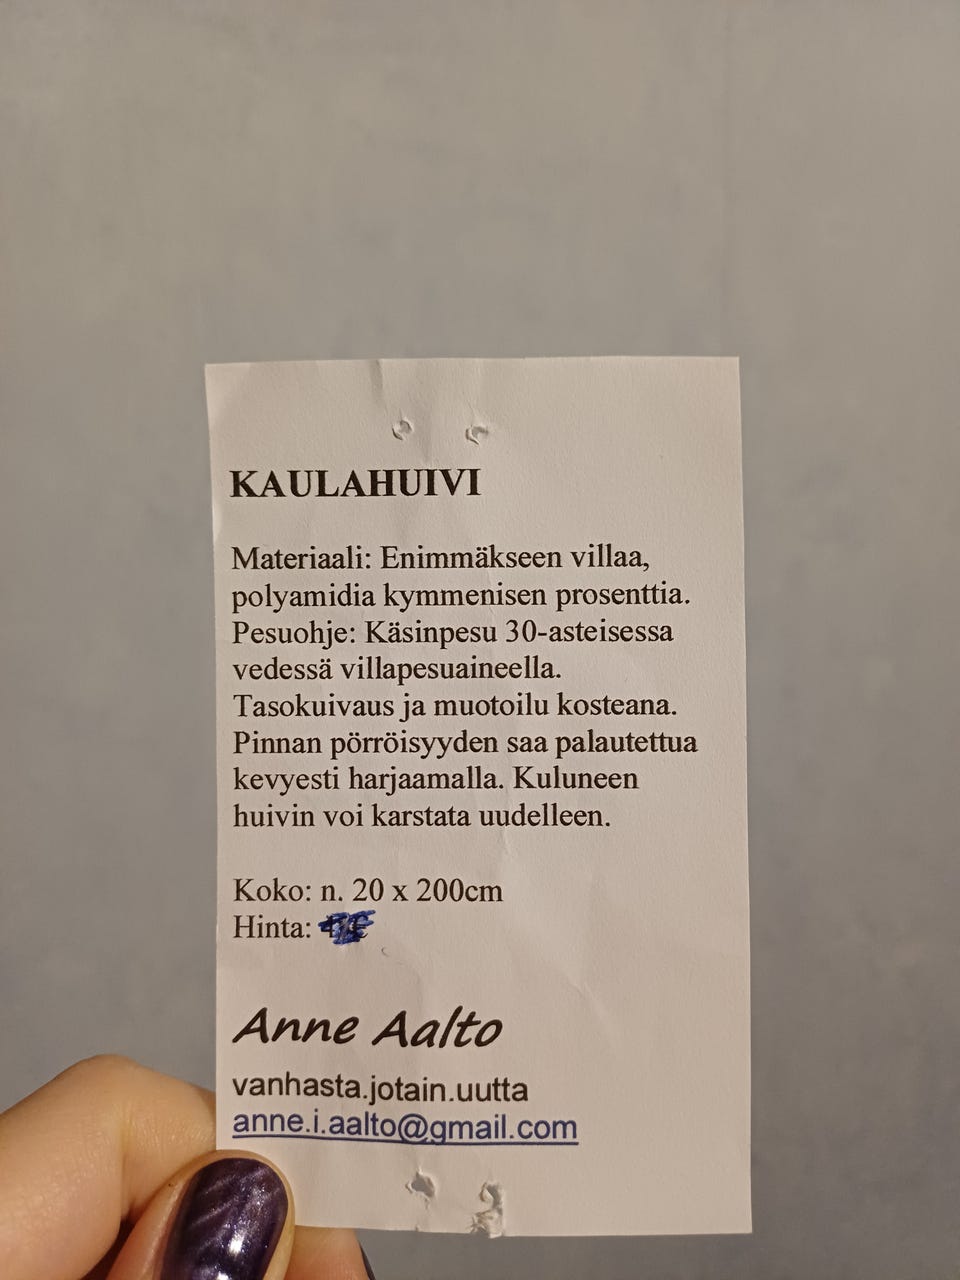 KAULAHUIVI
Materiaali: Enimmäkseen villaa,
polyamidia kymmenisen prosenttia.
Pesuohje: Käsinpesu 30-asteisessa
vedessä villapesuaineella.
Tasokuivaus ja muotoilu kosteana.
Pinnan pörröisyyden saa palautettua
kevyesti harjaamalla. Kuluneen
huivin voi karstata uudelleen.
Koko: n. 20 x 200cm
Hinta:
Anne Aalto
vanhasta.jotain.uutta
anne.i.aalto@gmail.com